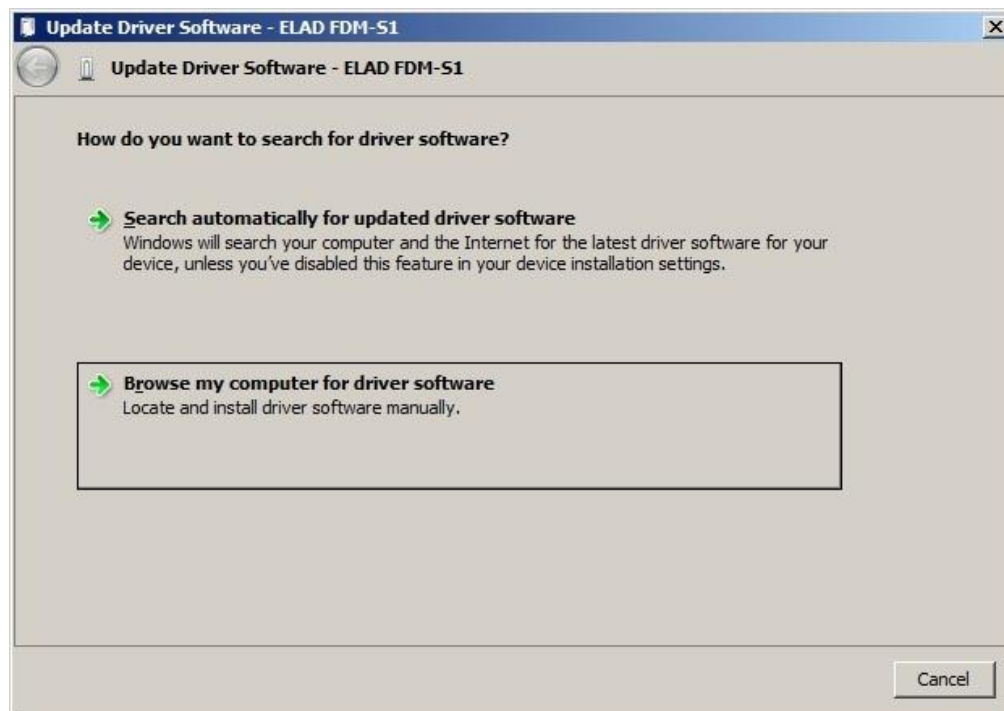 Update Driver Software - ELAD FDM-S1
Update Driver Software - ELAD FDM-S1
How do you want to search for driver software?
Search automatically for updated driver software
Windows will search your computer and the Internet for the latest driver software for your
device, unless you've disabled this feature in your device installation settings.
Browse my computer for driver software
Locate and install driver software manually.
Cancel